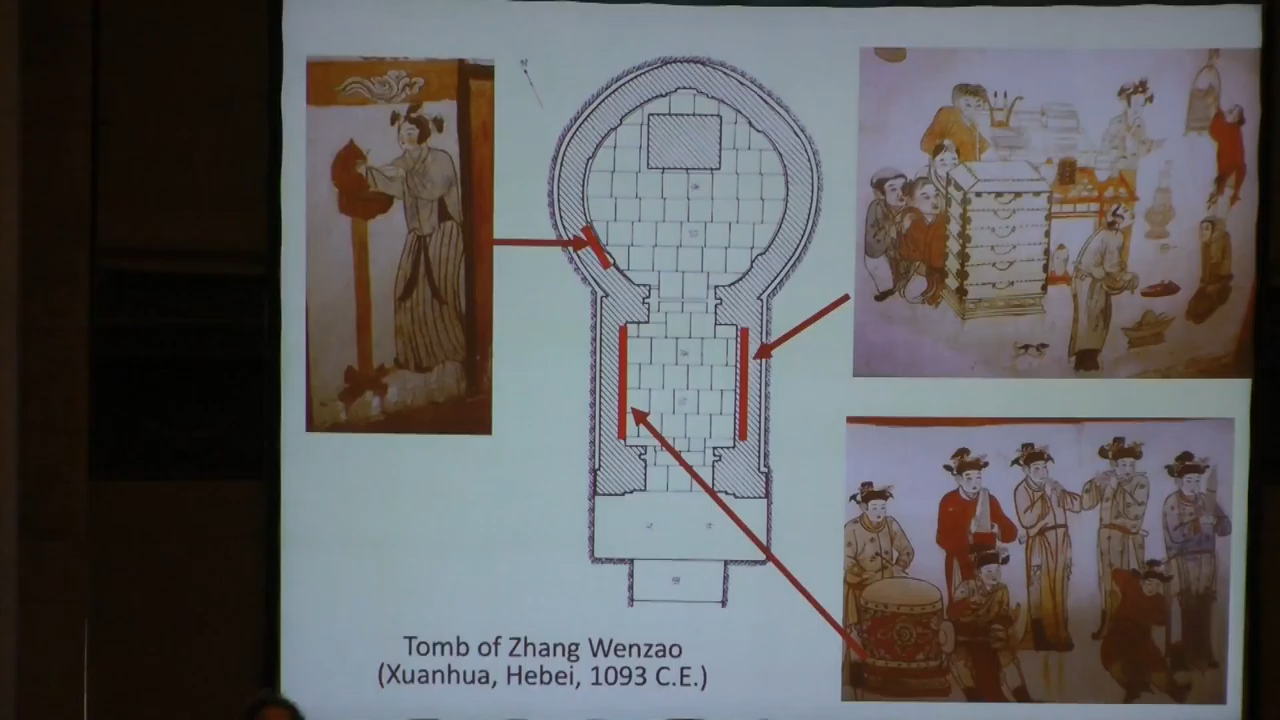 Tomb of Zhang Wenzao
(Xuanhua, Hebei, 1093 C.E.)